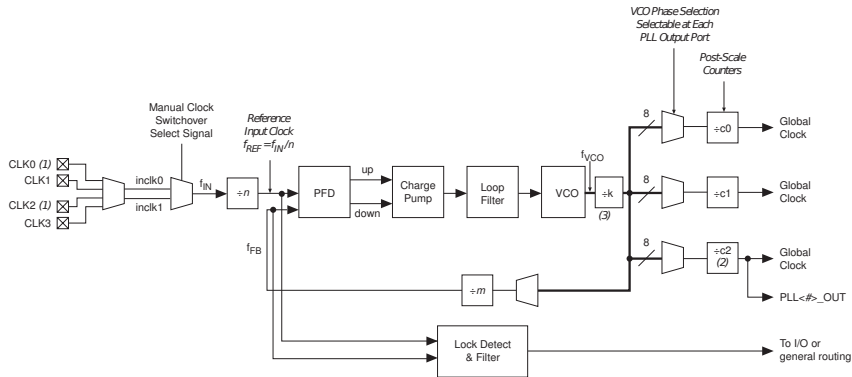 VCO Phase Selection
Selectable at Each
PLL Output Port
Post-Scale
Counters
Manual Clock
Switchover
Select Signal
Reference
Input Clock
fREF = fIN/n
CLK0 (1)
CLK1
CLK2 (1)
CLK3
inclk0
inclk1
fIN
÷n
PFD
up
down
Charge
Pump
Loop
Filter
VCO
fVCO
÷k
(3)
8
÷c0
Global
Clock
8
÷c1
Global
Clock
8
÷c2
(2)
Global
Clock
PLL<#>_OUT
fFB
÷m
Lock Detect
& Filter
To I/O or
general routing